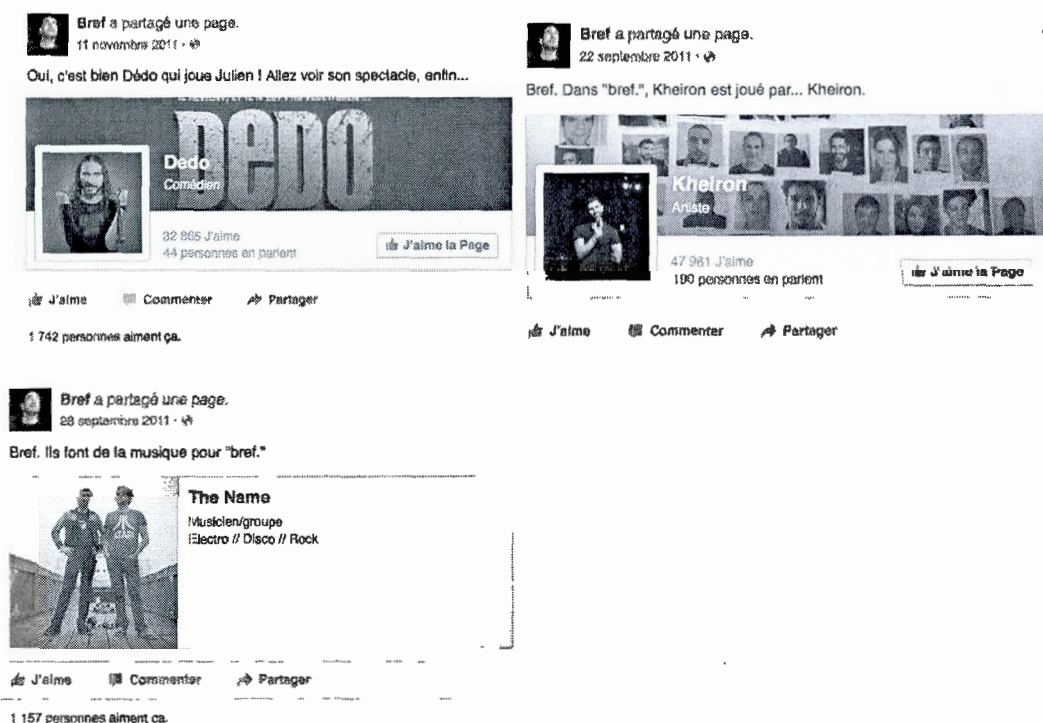 Bref a partagé une page.
11 novembre 2011
Oui, c'est bien Dédo qui joue Julien ! Allez voir son spectacle, enfin...
DEDO
Dedo
Comédien
32 865 J'aime
44 personnes en parlent
J'aime la Page
J'aime Commenter Partager
1 742 personnes aiment ça.
Bref a partagé une page.
22 septembre 2011
Bref. Dans "bref.", Kheiron est joué par... Kheiron.
Kheiron
Artiste
47 961 J'aime
190 personnes en parlent
J'aime la Page
J'aime Commenter Partager
Bref a partagé une page.
28 septembre 2011
Bref. Ils font de la musique pour "bref."
The Name
Musicien/groupe
Electro // Disco // Rock
J'aime Commenter Partager
1 157 personnes aiment ça.